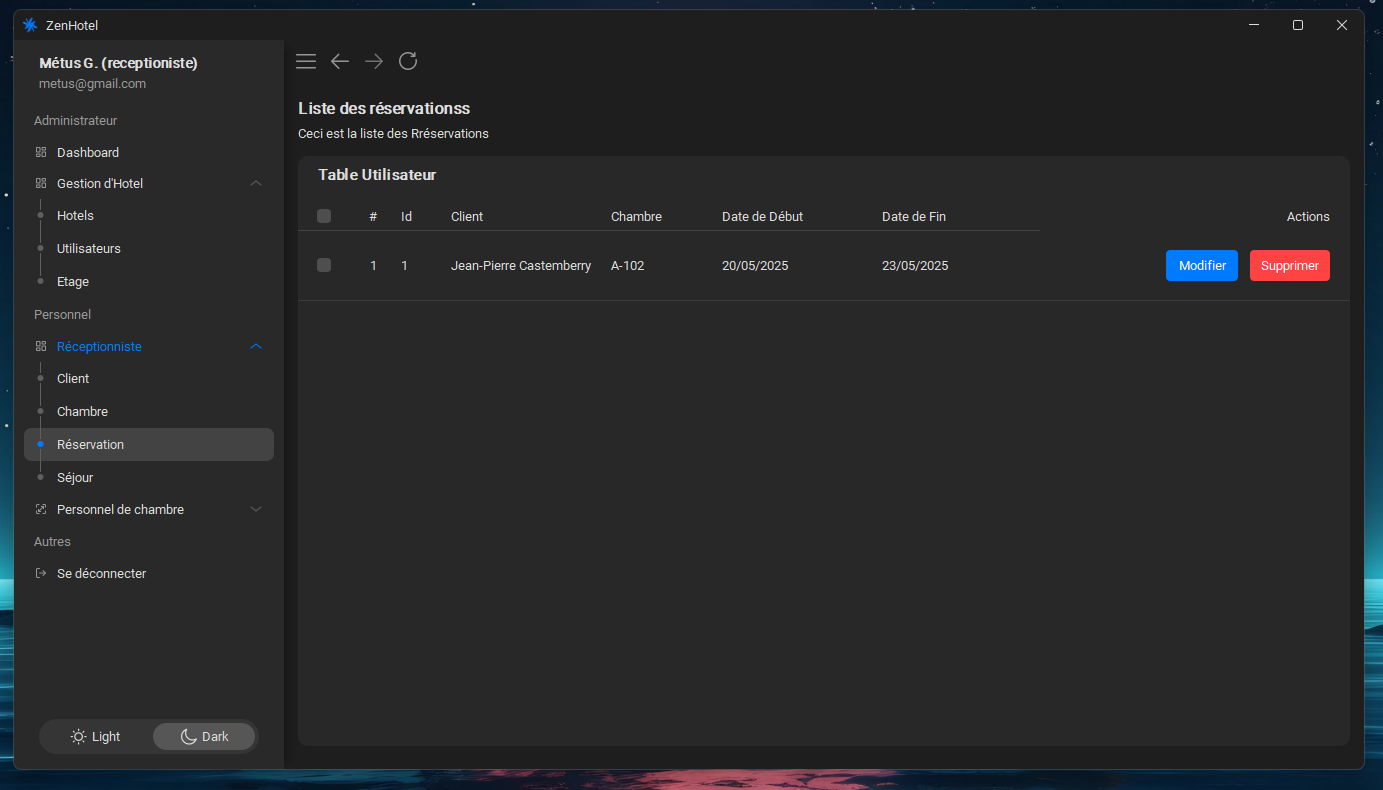 ZenHotel
Métus G. (receptioniste)
metus@gmail.com
Administrateur
Dashboard
Gestion d'Hotel
Hotels
Utilisateurs
Etage
Personnel
Réceptionniste
Client
Chambre
Réservation
Séjour
Personnel de chambre
Autres
Se déconnecter
Light Dark
Liste des réservationss
Ceci est la liste des Rréservations
Table Utilisateur
# Id Client Chambre Date de Début Date de Fin Actions
1 1 Jean-Pierre Castemberry A-102 20/05/2025 23/05/2025 Modifier Supprimer